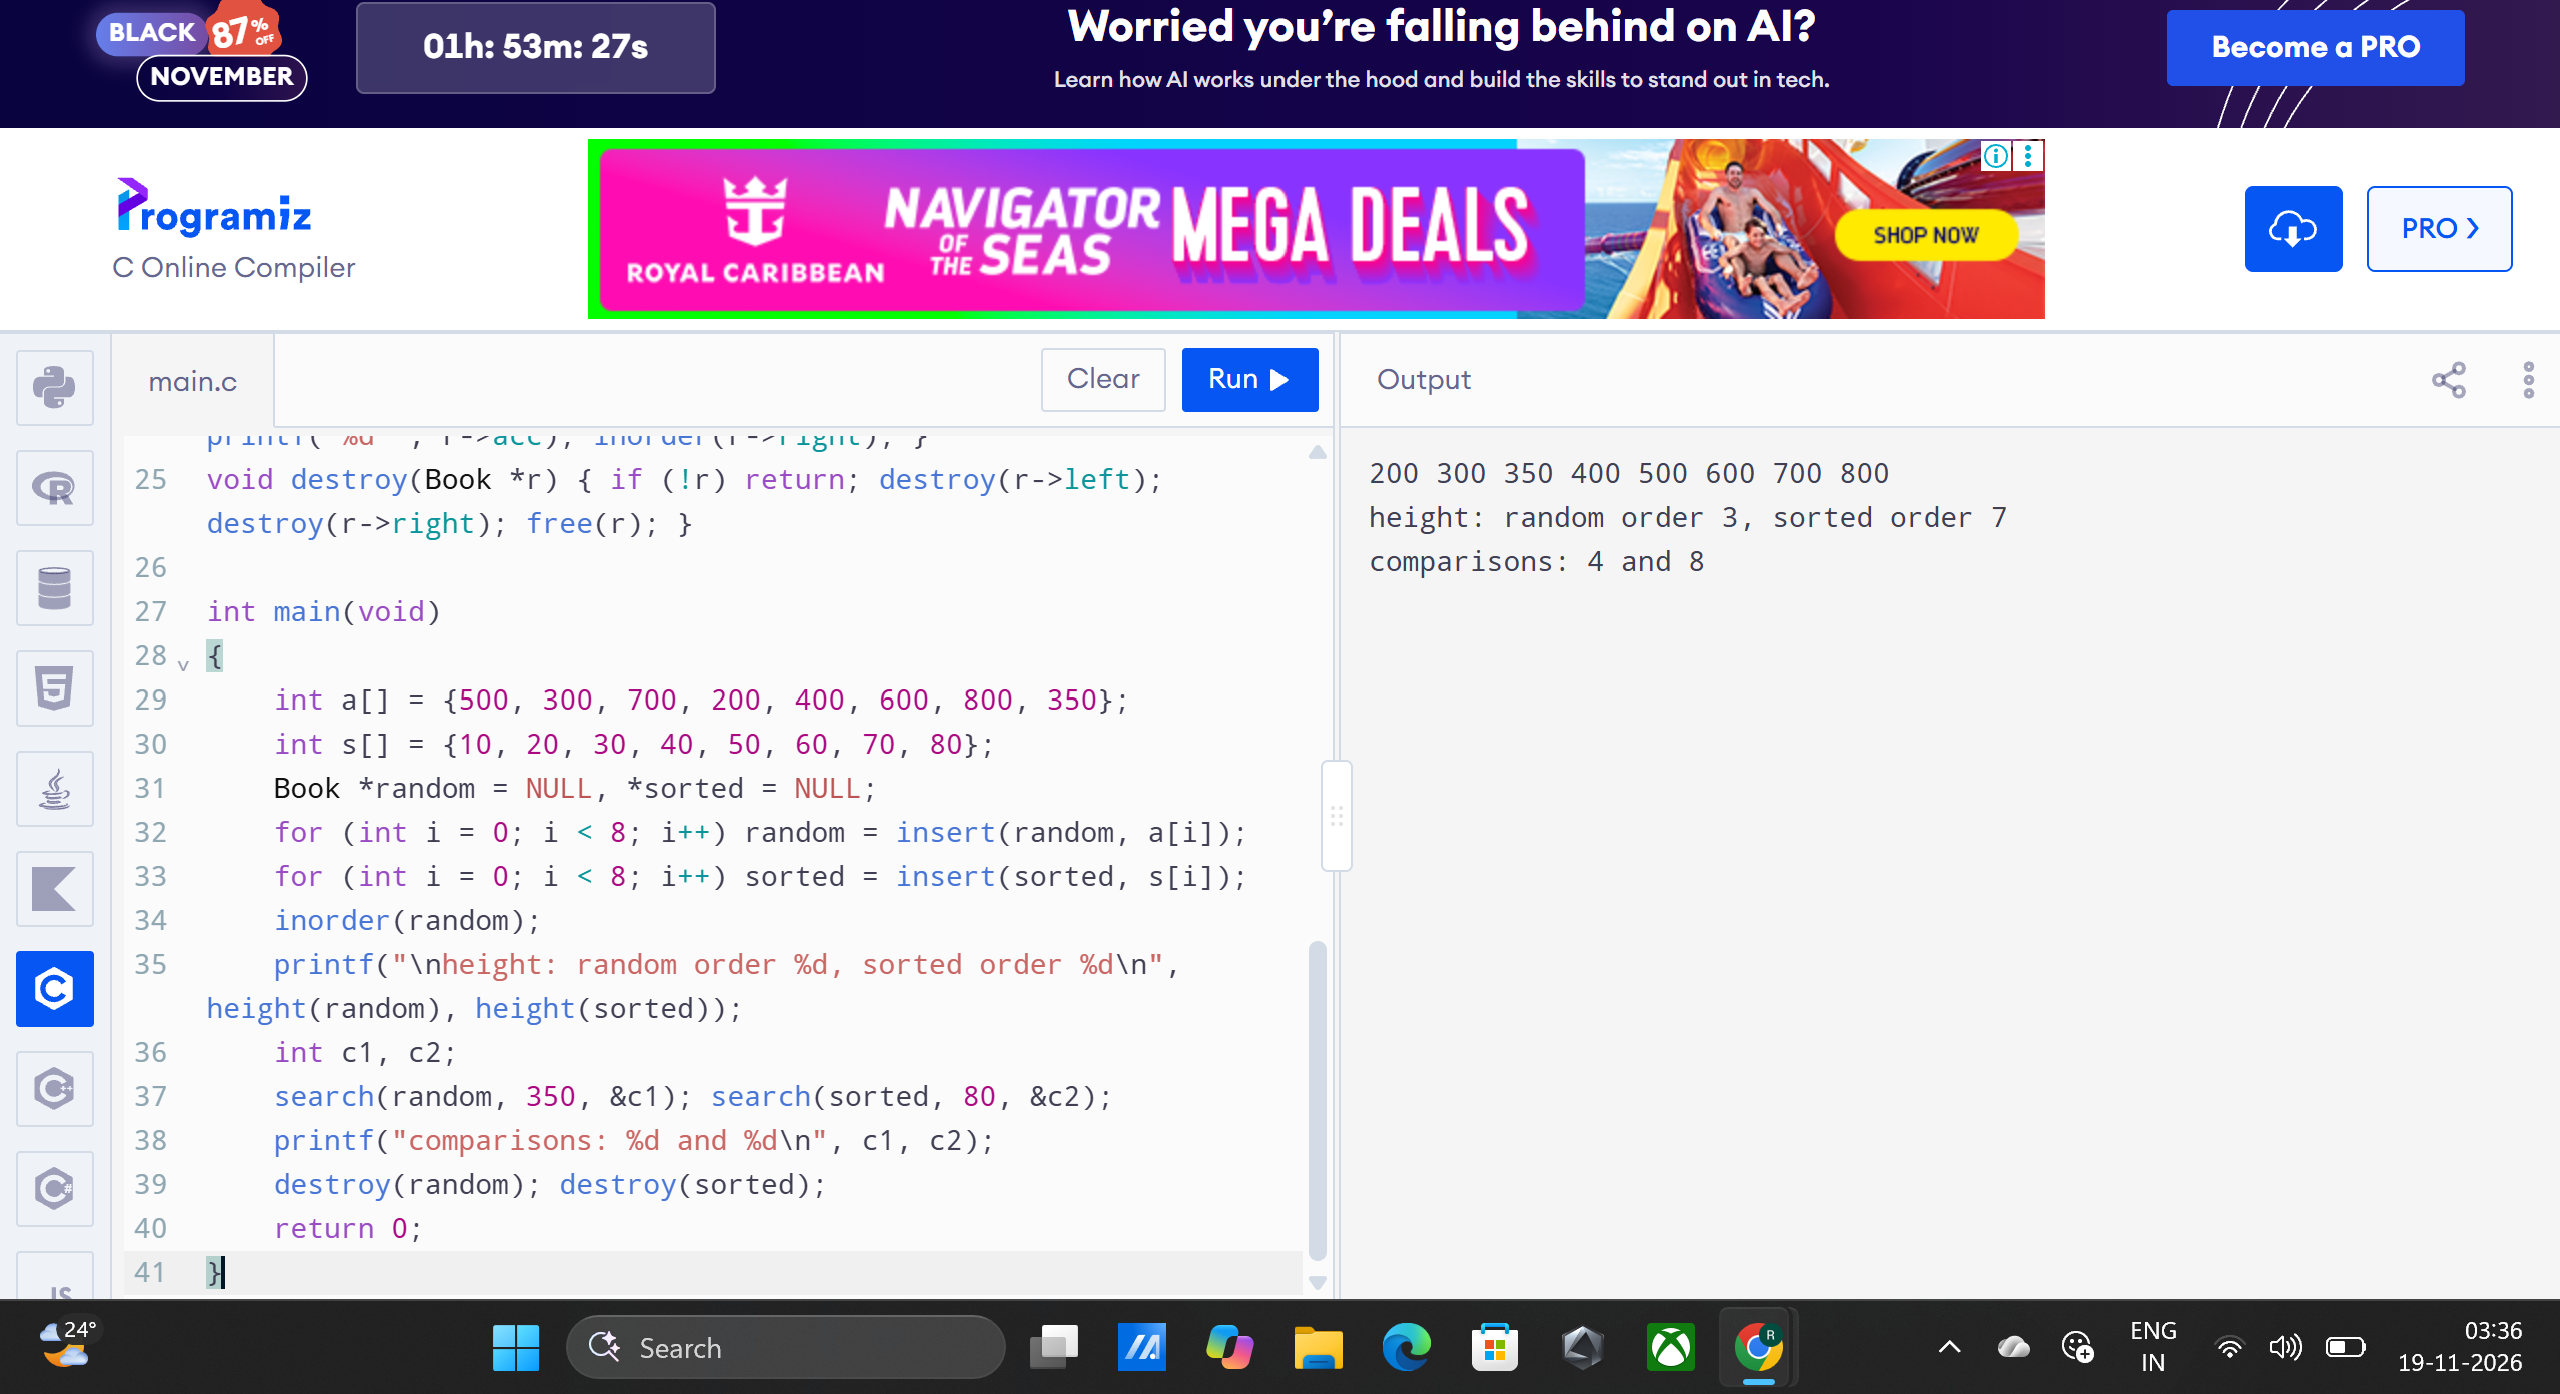 BLACK 87% OFF
NOVEMBER
01h: 53m: 27s
Worried you're falling behind on AI?
Learn how AI works under the hood and build the skills to stand out in tech.
Become a PRO
Programiz
C Online Compiler
ROYAL CARIBBEAN
NAVIGATOR
OF THE SEAS
MEGA DEALS
SHOP NOW
PRO
main.c
Clear
Run
Output
printf("%d ", r->acc); inorder(r->right); }
25 void destroy(Book *r) { if (!r) return; destroy(r->left);
destroy(r->right); free(r); }
26
27 int main(void)
28 {
29 int a[] = {500, 300, 700, 200, 400, 600, 800, 350};
30 int s[] = {10, 20, 30, 40, 50, 60, 70, 80};
31 Book *random = NULL, *sorted = NULL;
32 for (int i = 0; i < 8; i++) random = insert(random, a[i]);
33 for (int i = 0; i < 8; i++) sorted = insert(sorted, s[i]);
34 inorder(random);
35 printf("\nheight: random order %d, sorted order %d\n",
height(random), height(sorted));
36 int c1, c2;
37 search(random, 350, &c1); search(sorted, 80, &c2);
38 printf("comparisons: %d and %d\n", c1, c2);
39 destroy(random); destroy(sorted);
40 return 0;
41 }
200 300 350 400 500 600 700 800
height: random order 3, sorted order 7
comparisons: 4 and 8
JS
24°
Search
R
ENG
IN
03:36
19-11-2026